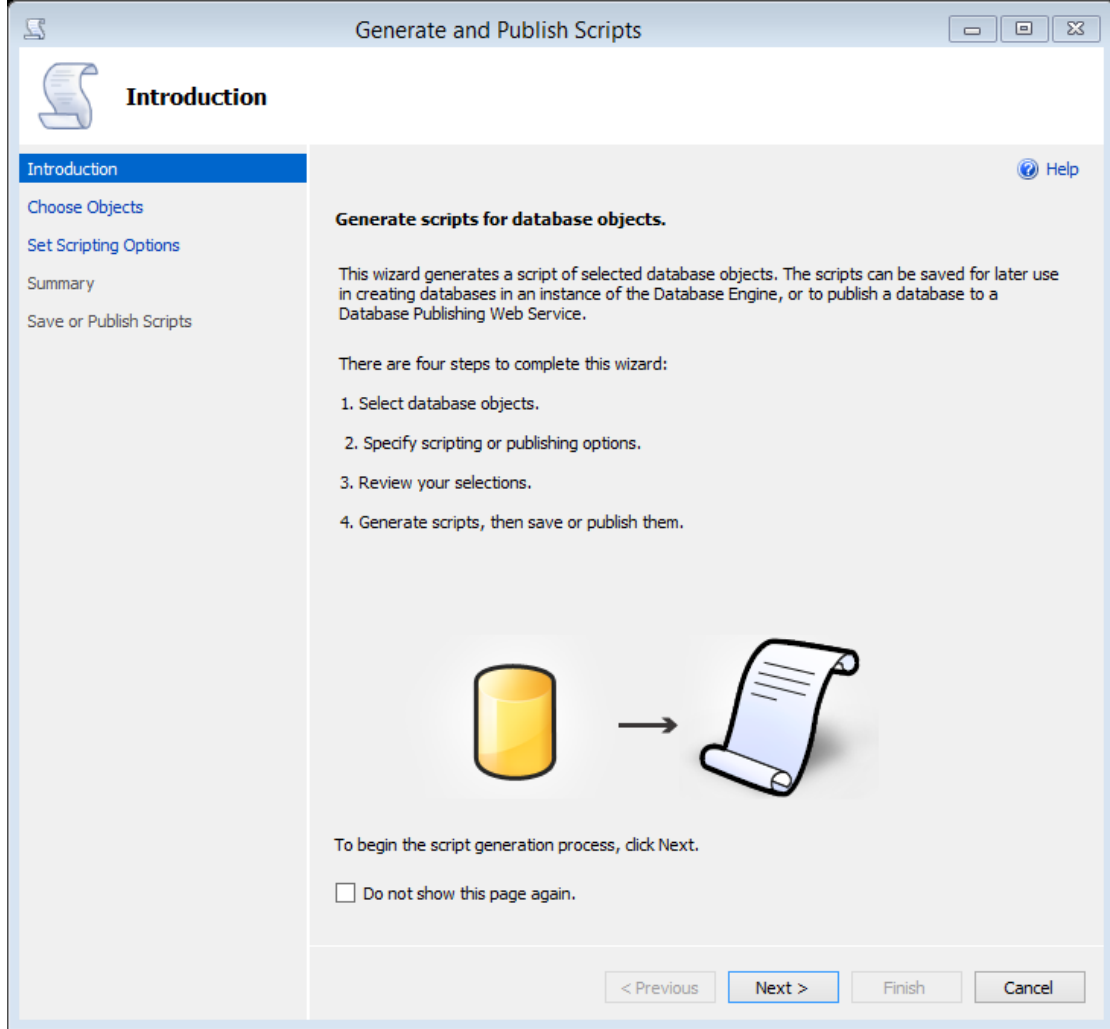 Generate and Publish Scripts
Introduction
Introduction
Choose Objects
Set Scripting Options
Summary
Save or Publish Scripts
Help
Generate scripts for database objects.
This wizard generates a script of selected database objects. The scripts can be saved for later use
in creating databases in an instance of the Database Engine, or to publish a database to a
Database Publishing Web Service.
There are four steps to complete this wizard:
1. Select database objects.
2. Specify scripting or publishing options.
3. Review your selections.
4. Generate scripts, then save or publish them.
To begin the script generation process, click Next.
Do not show this page again.
< Previous Next > Finish Cancel